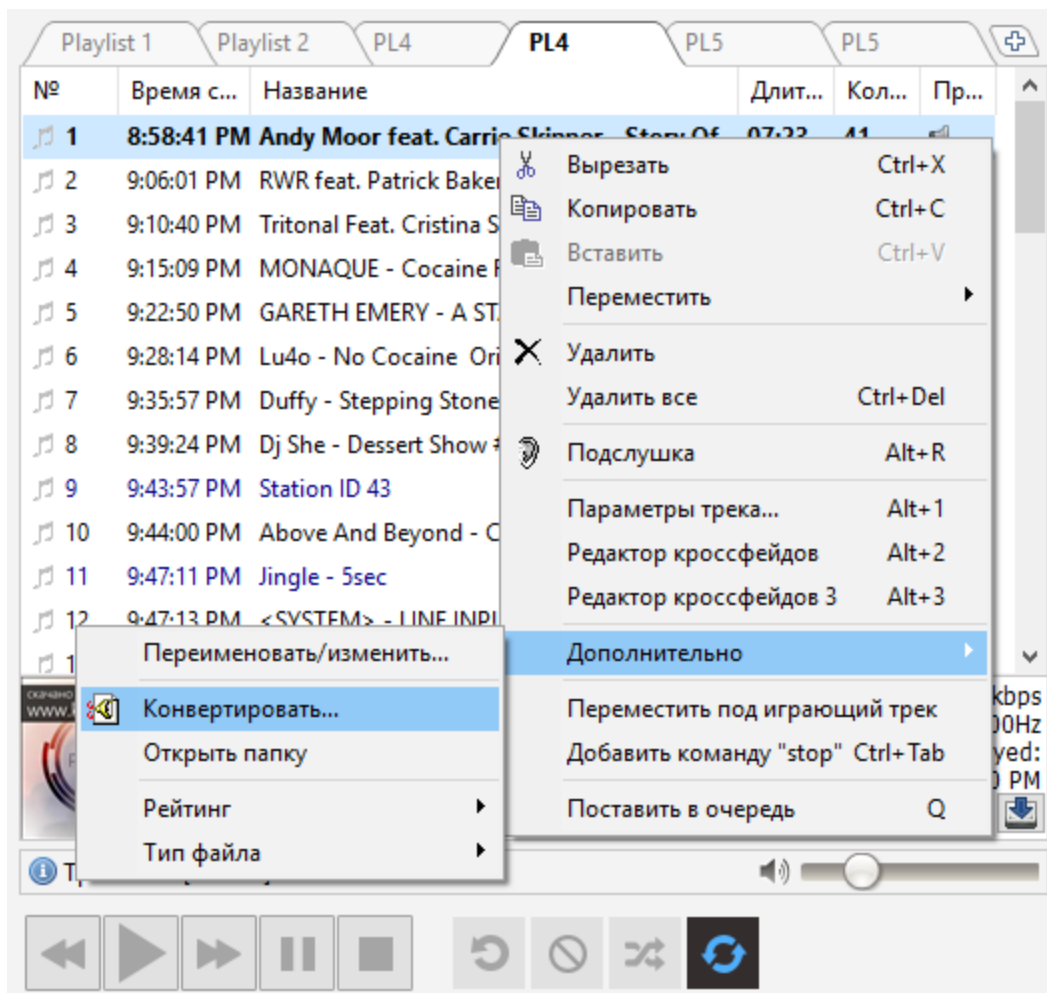 Playlist 1 Playlist 2 PL4 PL4 PL5 PL5
№ Время с... Название Длит... Кол... Пр...
1 8:58:41 PM Andy Moor feat. Carrie Skinner - Story Of 07:23 41
2 9:06:01 PM RWR feat. Patrick Baker
3 9:10:40 PM Tritonal Feat. Cristina S
4 9:15:09 PM MONAQUE - Cocaine
5 9:22:50 PM GARETH EMERY - A ST
6 9:28:14 PM Lu4o - No Cocaine Ori
7 9:35:57 PM Duffy - Stepping Stone
8 9:39:24 PM Dj She - Dessert Show #
9 9:43:57 PM Station ID 43
10 9:44:00 PM Above And Beyond - C
11 9:47:11 PM Jingle - 5sec
12 9:47:13 PM <SYSTEM> - LINE INPU
1
Вырезать Ctrl+X
Копировать Ctrl+C
Вставить Ctrl+V
Переместить
Удалить
Удалить все Ctrl+Del
Подслушка Alt+R
Параметры трека... Alt+1
Редактор кроссфейдов Alt+2
Редактор кроссфейдов 3 Alt+3
Дополнительно
Переместить под играющий трек
Добавить команду "stop" Ctrl+Tab
Поставить в очередь Q
Переименовать/изменить...
Конвертировать...
Открыть папку
Рейтинг
Тип файла
скачано
www.
kbps
00Hz
yed:
PM